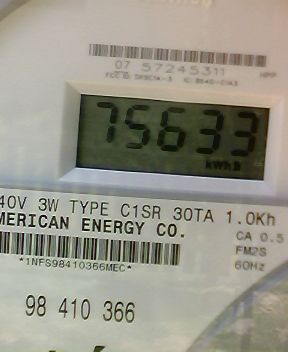 07 57245311
HPP
75633
kWh
40V 3W TYPE C1SR 30TA 1.0Kh
MERICAN ENERGY CO.
CA 0.5
*1NFS98410366MEC*
FM2S
60Hz
98 410 366